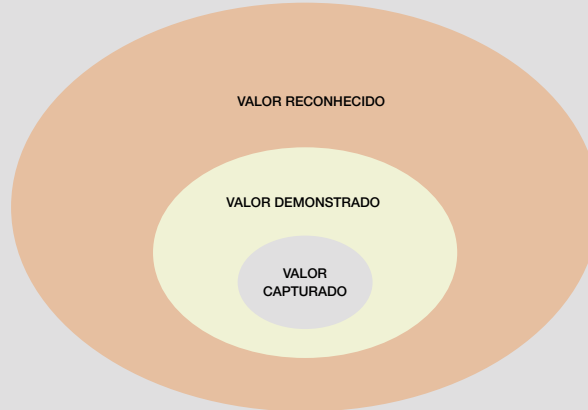 VALOR RECONHECIDO
VALOR DEMONSTRADO
VALOR
CAPTURADO